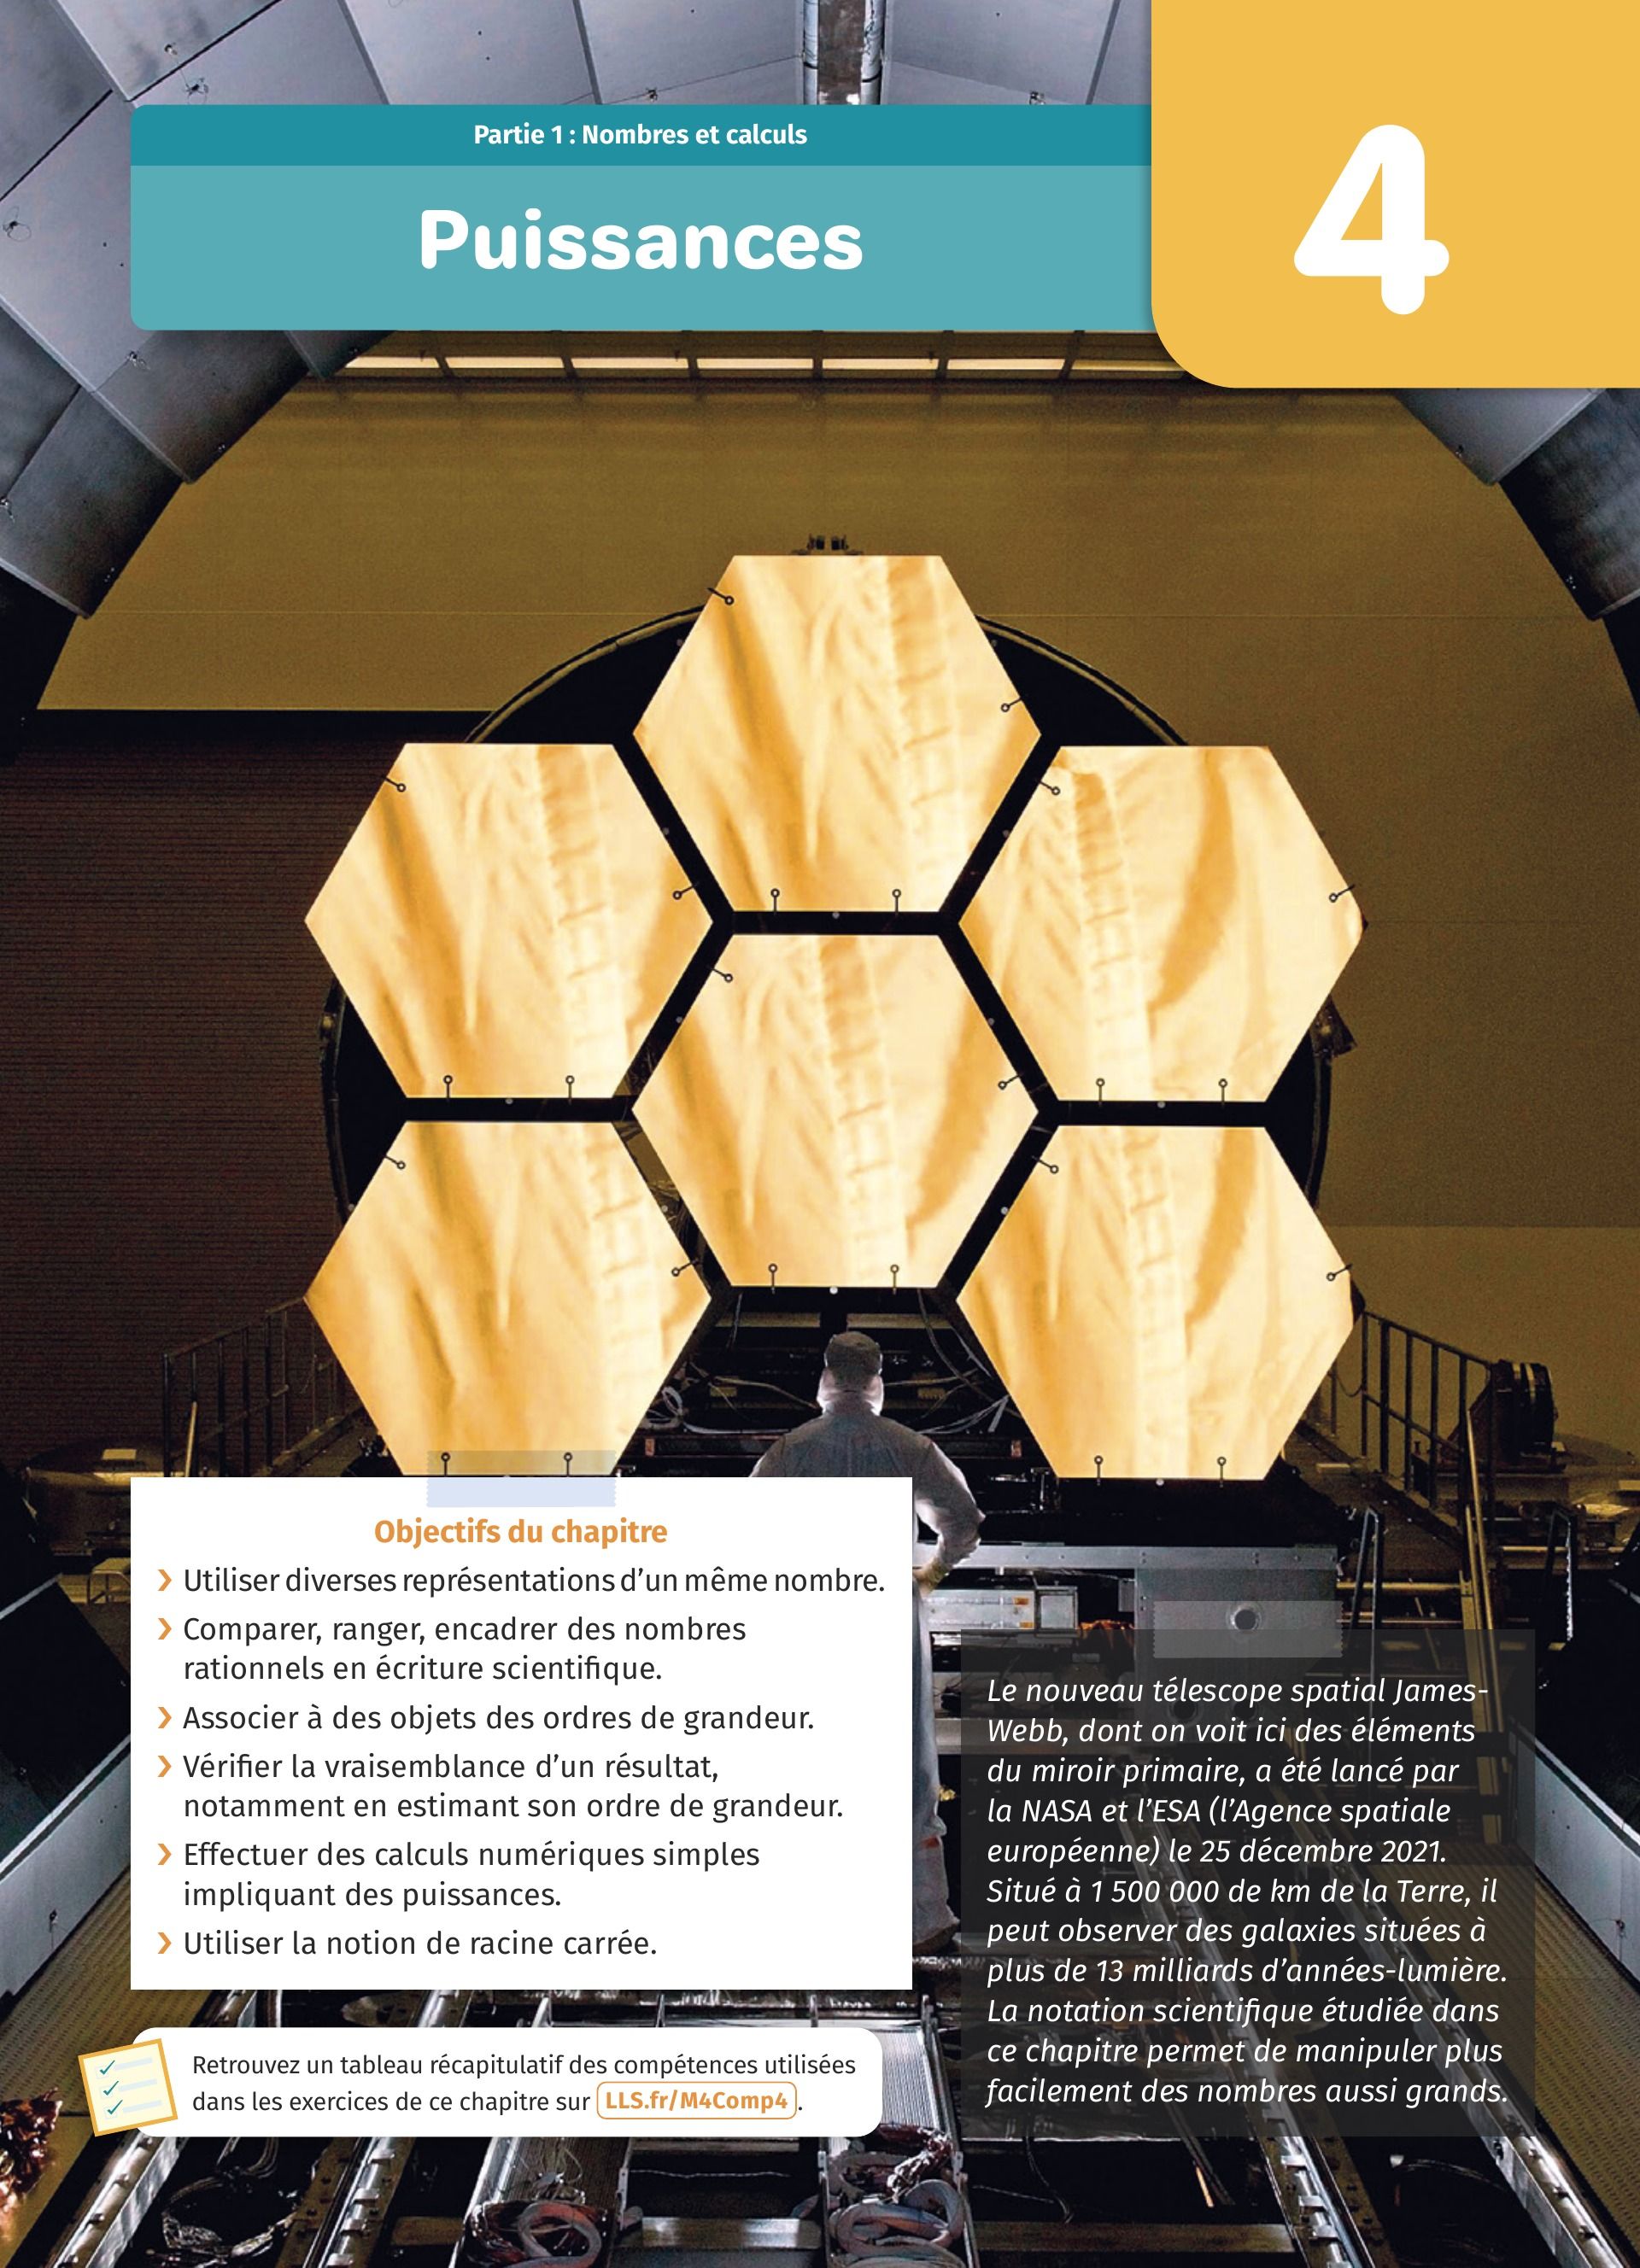 Partie 1 : Nombres et calculs
Puissances
4
Objectifs du chapitre
› Utiliser diverses représentations d'un même nombre.
› Comparer, ranger, encadrer des nombres
rationnels en écriture scientifique.
› Associer à des objets des ordres de grandeur.
› Vérifier la vraisemblance d'un résultat,
notamment en estimant son ordre de grandeur.
› Effectuer des calculs numériques simples
impliquant des puissances.
› Utiliser la notion de racine carrée.
Retrouvez un tableau récapitulatif des compétences utilisées
dans les exercices de ce chapitre sur LLS.fr/M4Comp4.
Le nouveau télescope spatial James-
Webb, dont on voit ici des éléments
du miroir primaire, a été lancé par
la NASA et l'ESA (l'Agence spatiale
européenne) le 25 décembre 2021.
Situé à 1 500 000 de km de la Terre, il
peut observer des galaxies situées à
plus de 13 milliards d'années-lumière.
La notation scientifique étudiée dans
ce chapitre permet de manipuler plus
facilement des nombres aussi grands.